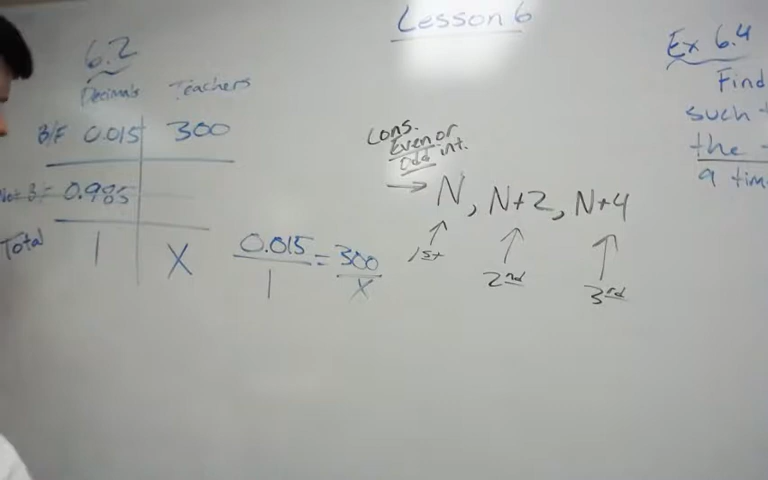 Lesson 6
6.2
Decimals Teachers
B/F 0.015 300
Not B/F 0.985
Total 1 X
0.015/1 = 300/X
Cons.
Even or
Odd int.
→ N, N+2, N+4
1st 2nd 3rd
Ex 6.4
Find
such
the
a tim